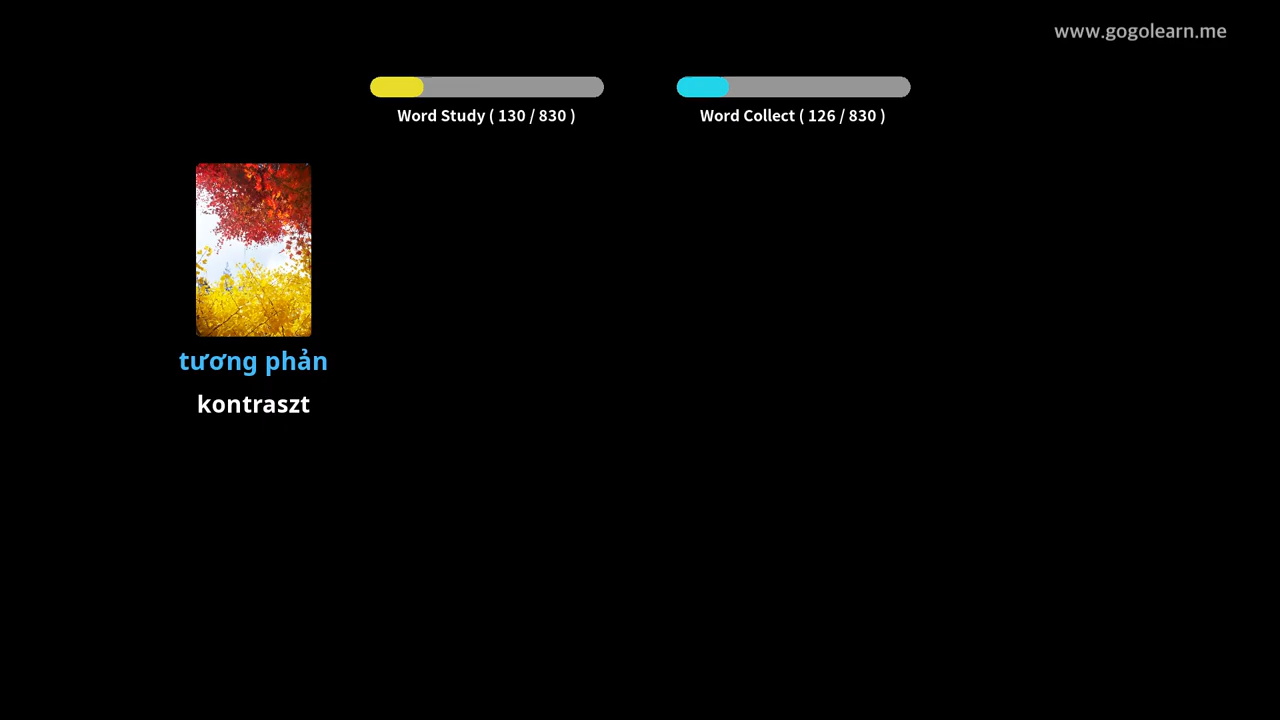 www.gogolearn.me
Word Study ( 130 / 830 )
Word Collect ( 126 / 830 )
tương phản
kontraszt